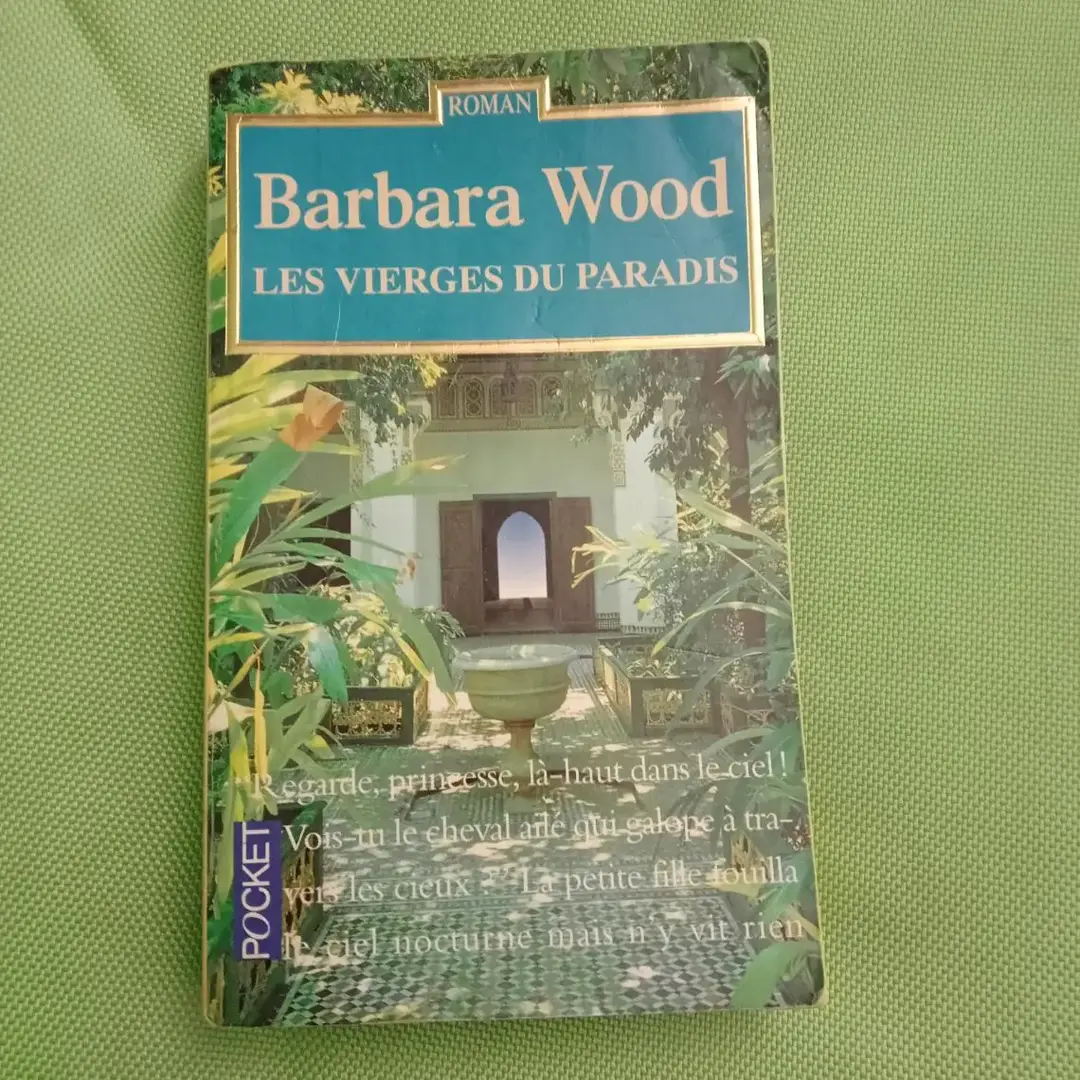 ROMAN
Barbara Wood
LES VIERGES DU PARADIS
"Regarde, princesse, là-haut dans le ciel!
Vois-tu le cheval ailé qui galope à tra-
vers les cieux ?" La petite fille fouilla
le ciel nocturne mais n'y vit rien
POCKET